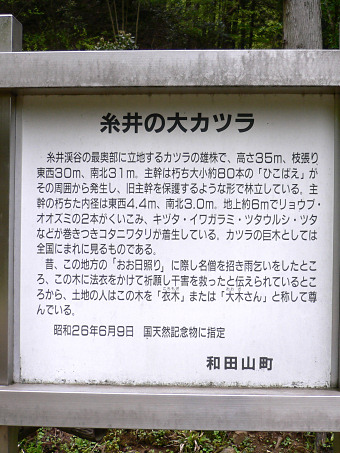 糸井の大カツラ
糸井渓谷の最奥部に立地するカツラの雄株で、高さ35m、枝張り
東西30m、南北31m。主幹は朽ち大小約80本の「ひこばえ」が
その周囲から発生し、旧主幹を保護するような形で林立している。主
幹の朽ちた内径は東西4.4m、南北3.0m。地上約6mでリョウブ・
オオズミの2本がくいこみ、キヅタ・イワガラミ・ツタウルシ・ツタ
などが巻きつきコタニワタリが着生している。カツラの巨木としては
全国にまれに見るものである。
昔、この地方の「おお日照り」に際し名僧を招き雨乞いをしたとこ
ろ、この木に法衣をかけて祈願し干害を救ったと伝えられているとこ
ろから、土地の人はこの木を「衣木」または「大木さん」と称して尊
んでいる。
昭和26年6月9日 国天然記念物に指定
和田山町